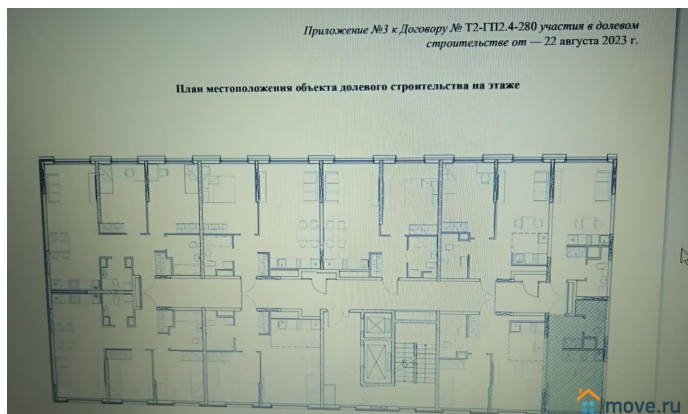 Приложение №3 к Договору № Т2-ГП2.4-280 участия в долевом
строительстве от — 22 августа 2023 г.
План местоположения объекта долевого строительства на этаже
move.ru